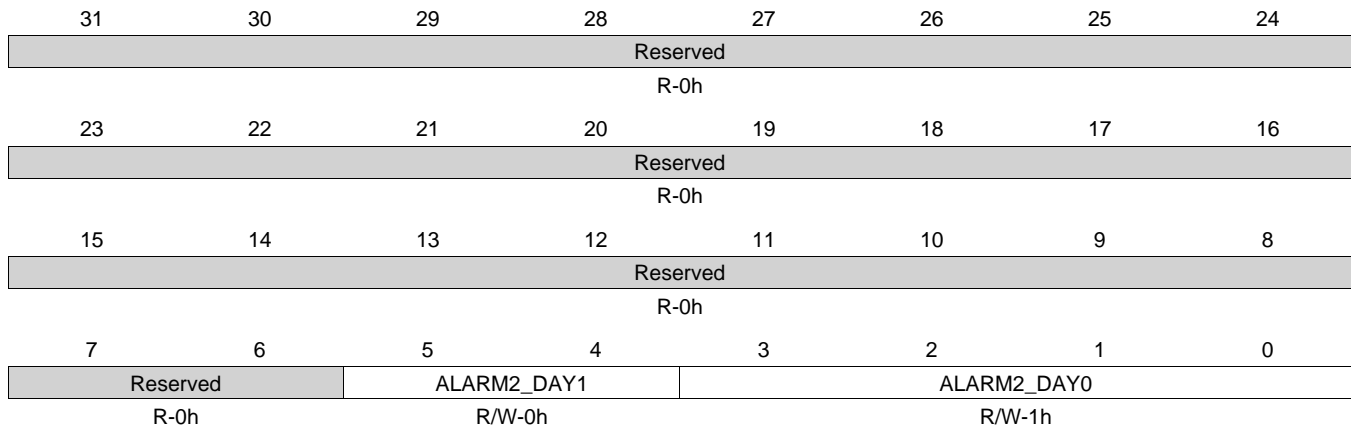 31 30 29 28 27 26 25 24
Reserved
R-0h
23 22 21 20 19 18 17 16
Reserved
R-0h
15 14 13 12 11 10 9 8
Reserved
R-0h
7 6 5 4 3 2 1 0
Reserved ALARM2_DAY1 ALARM2_DAY0
R-0h R/W-0h R/W-1h